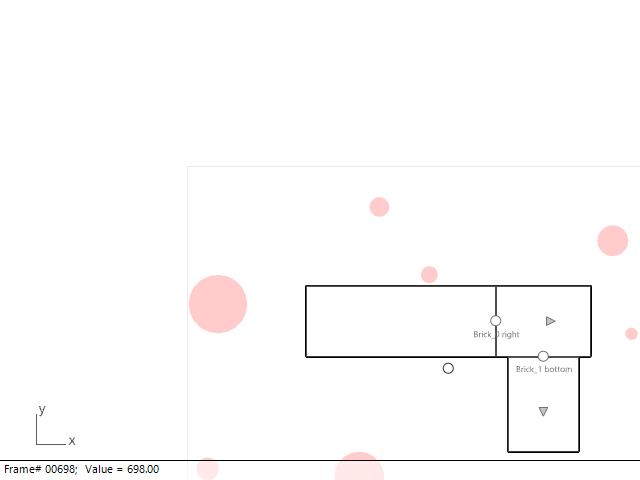 Brick_0 right
Brick_1 bottom
y
x
Frame# 00698;  Value = 698.00